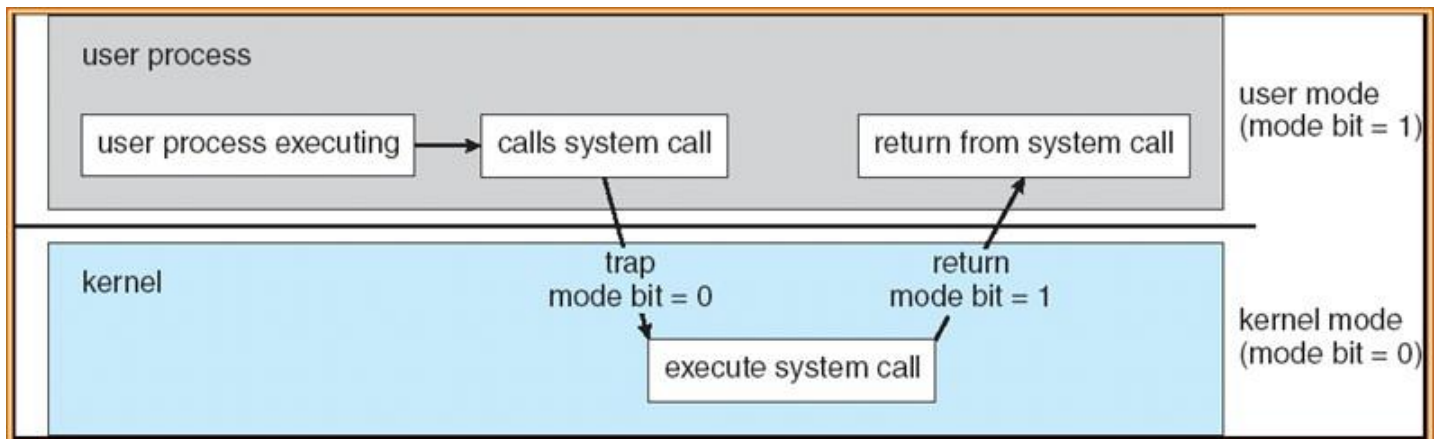 user process
user process executing
calls system call
return from system call
user mode
(mode bit = 1)
kernel
trap
mode bit = 0
return
mode bit = 1
execute system call
kernel mode
(mode bit = 0)